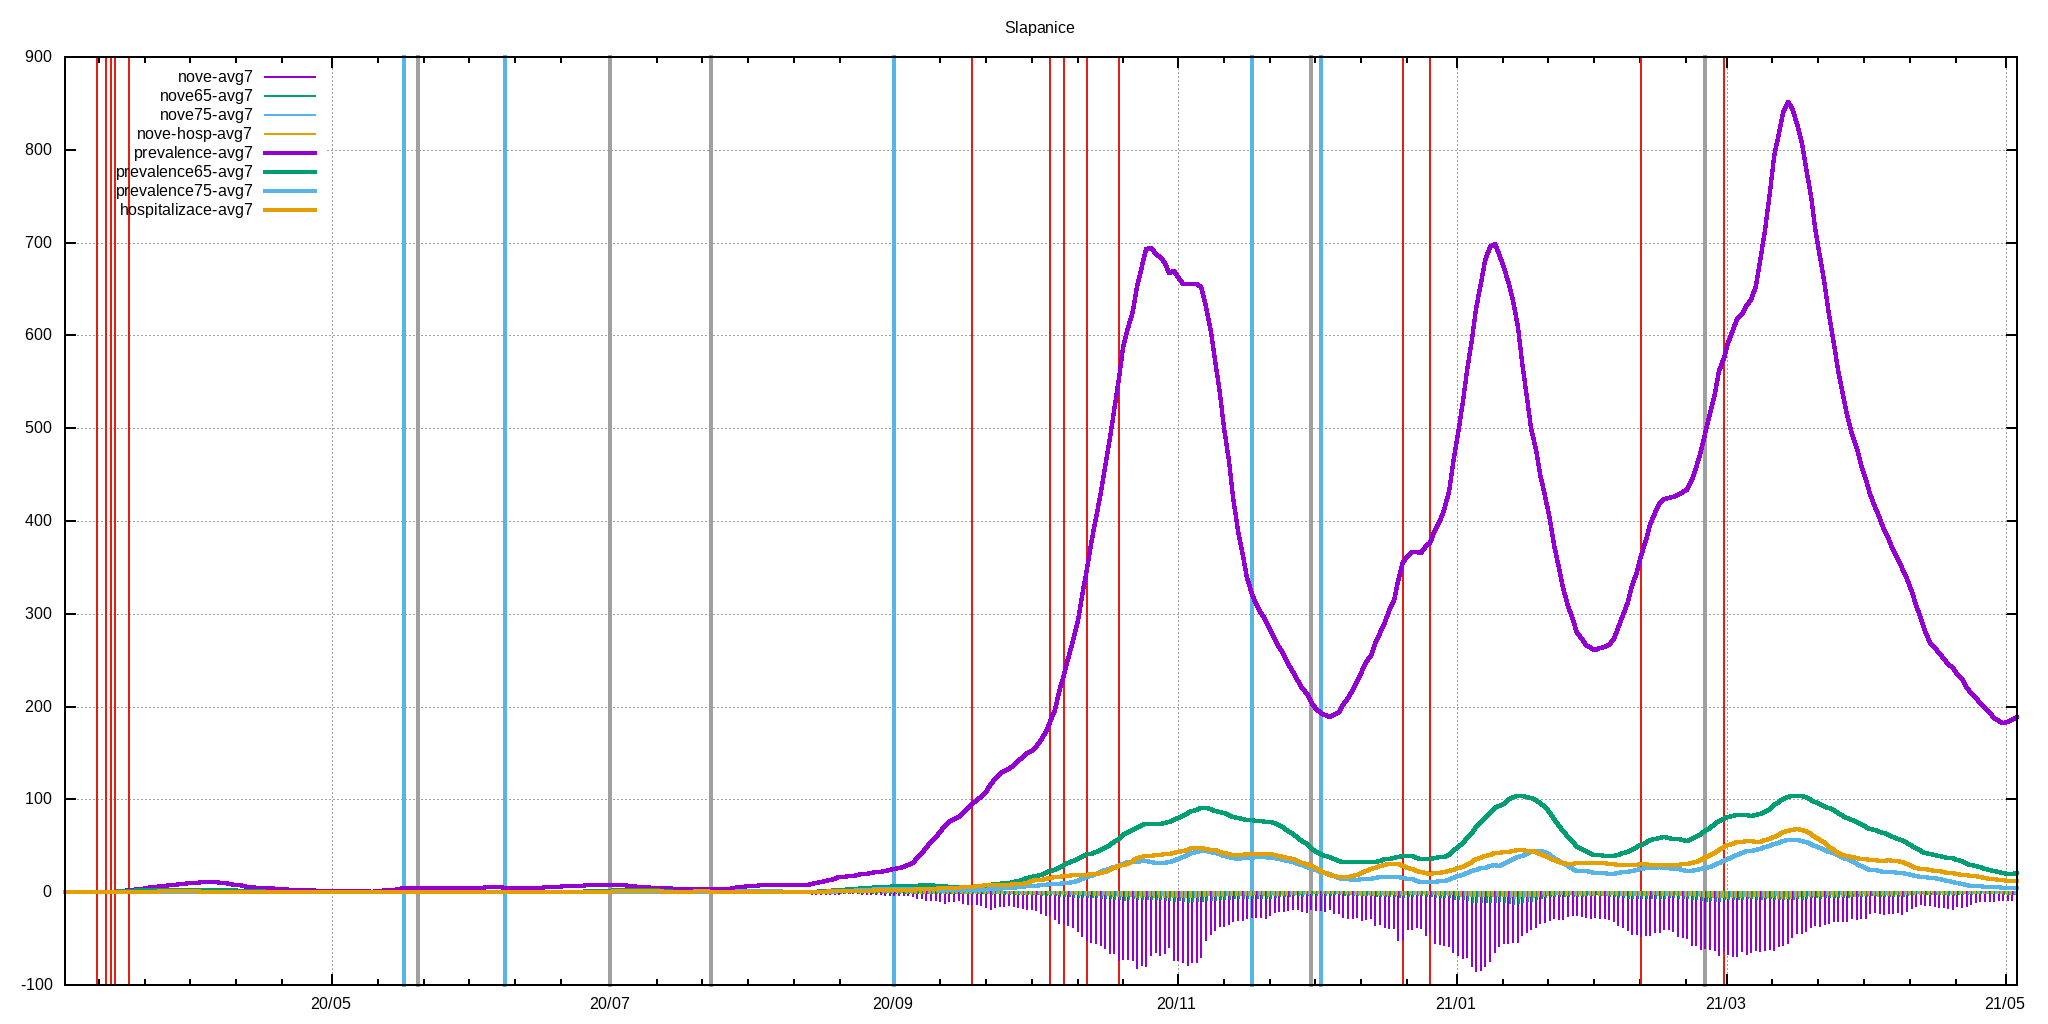 Slapanice
900
800
700
600
500
400
300
200
100
0
-100
nove-avg7
nove65-avg7
nove75-avg7
nove-hosp-avg7
prevalence-avg7
prevalence65-avg7
prevalence75-avg7
hospitalizace-avg7
20/05 20/07 20/09 20/11 21/01 21/03 21/05